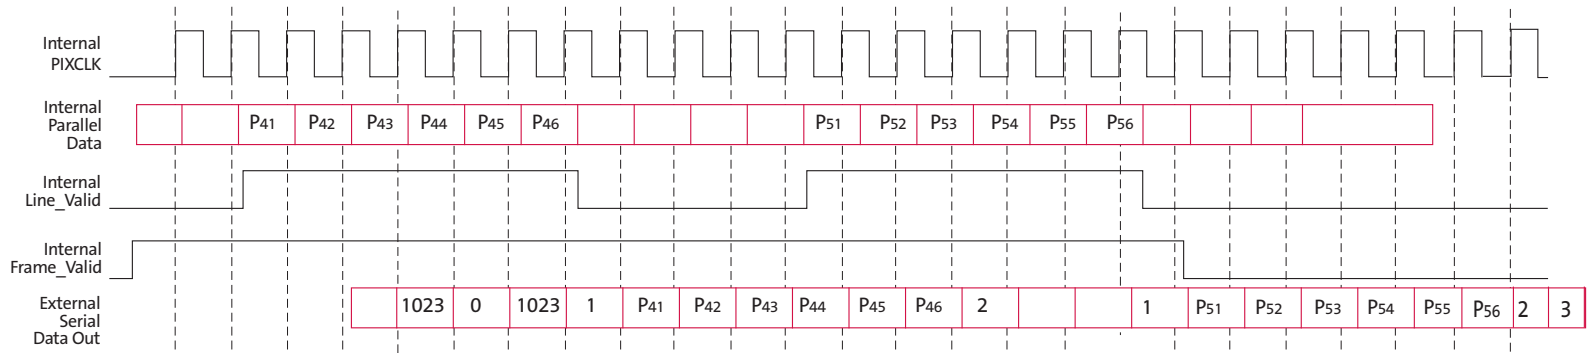 Internal
PIXCLK
Internal
Parallel
Data
P41 P42 P43 P44 P45 P46 P51 P52 P53 P54 P55 P56
Internal
Line_Valid
Internal
Frame_Valid
External
Serial
Data Out
1023 0 1023 1 P41 P42 P43 P44 P45 P46 2 1 P51 P52 P53 P54 P55 P56 2 3